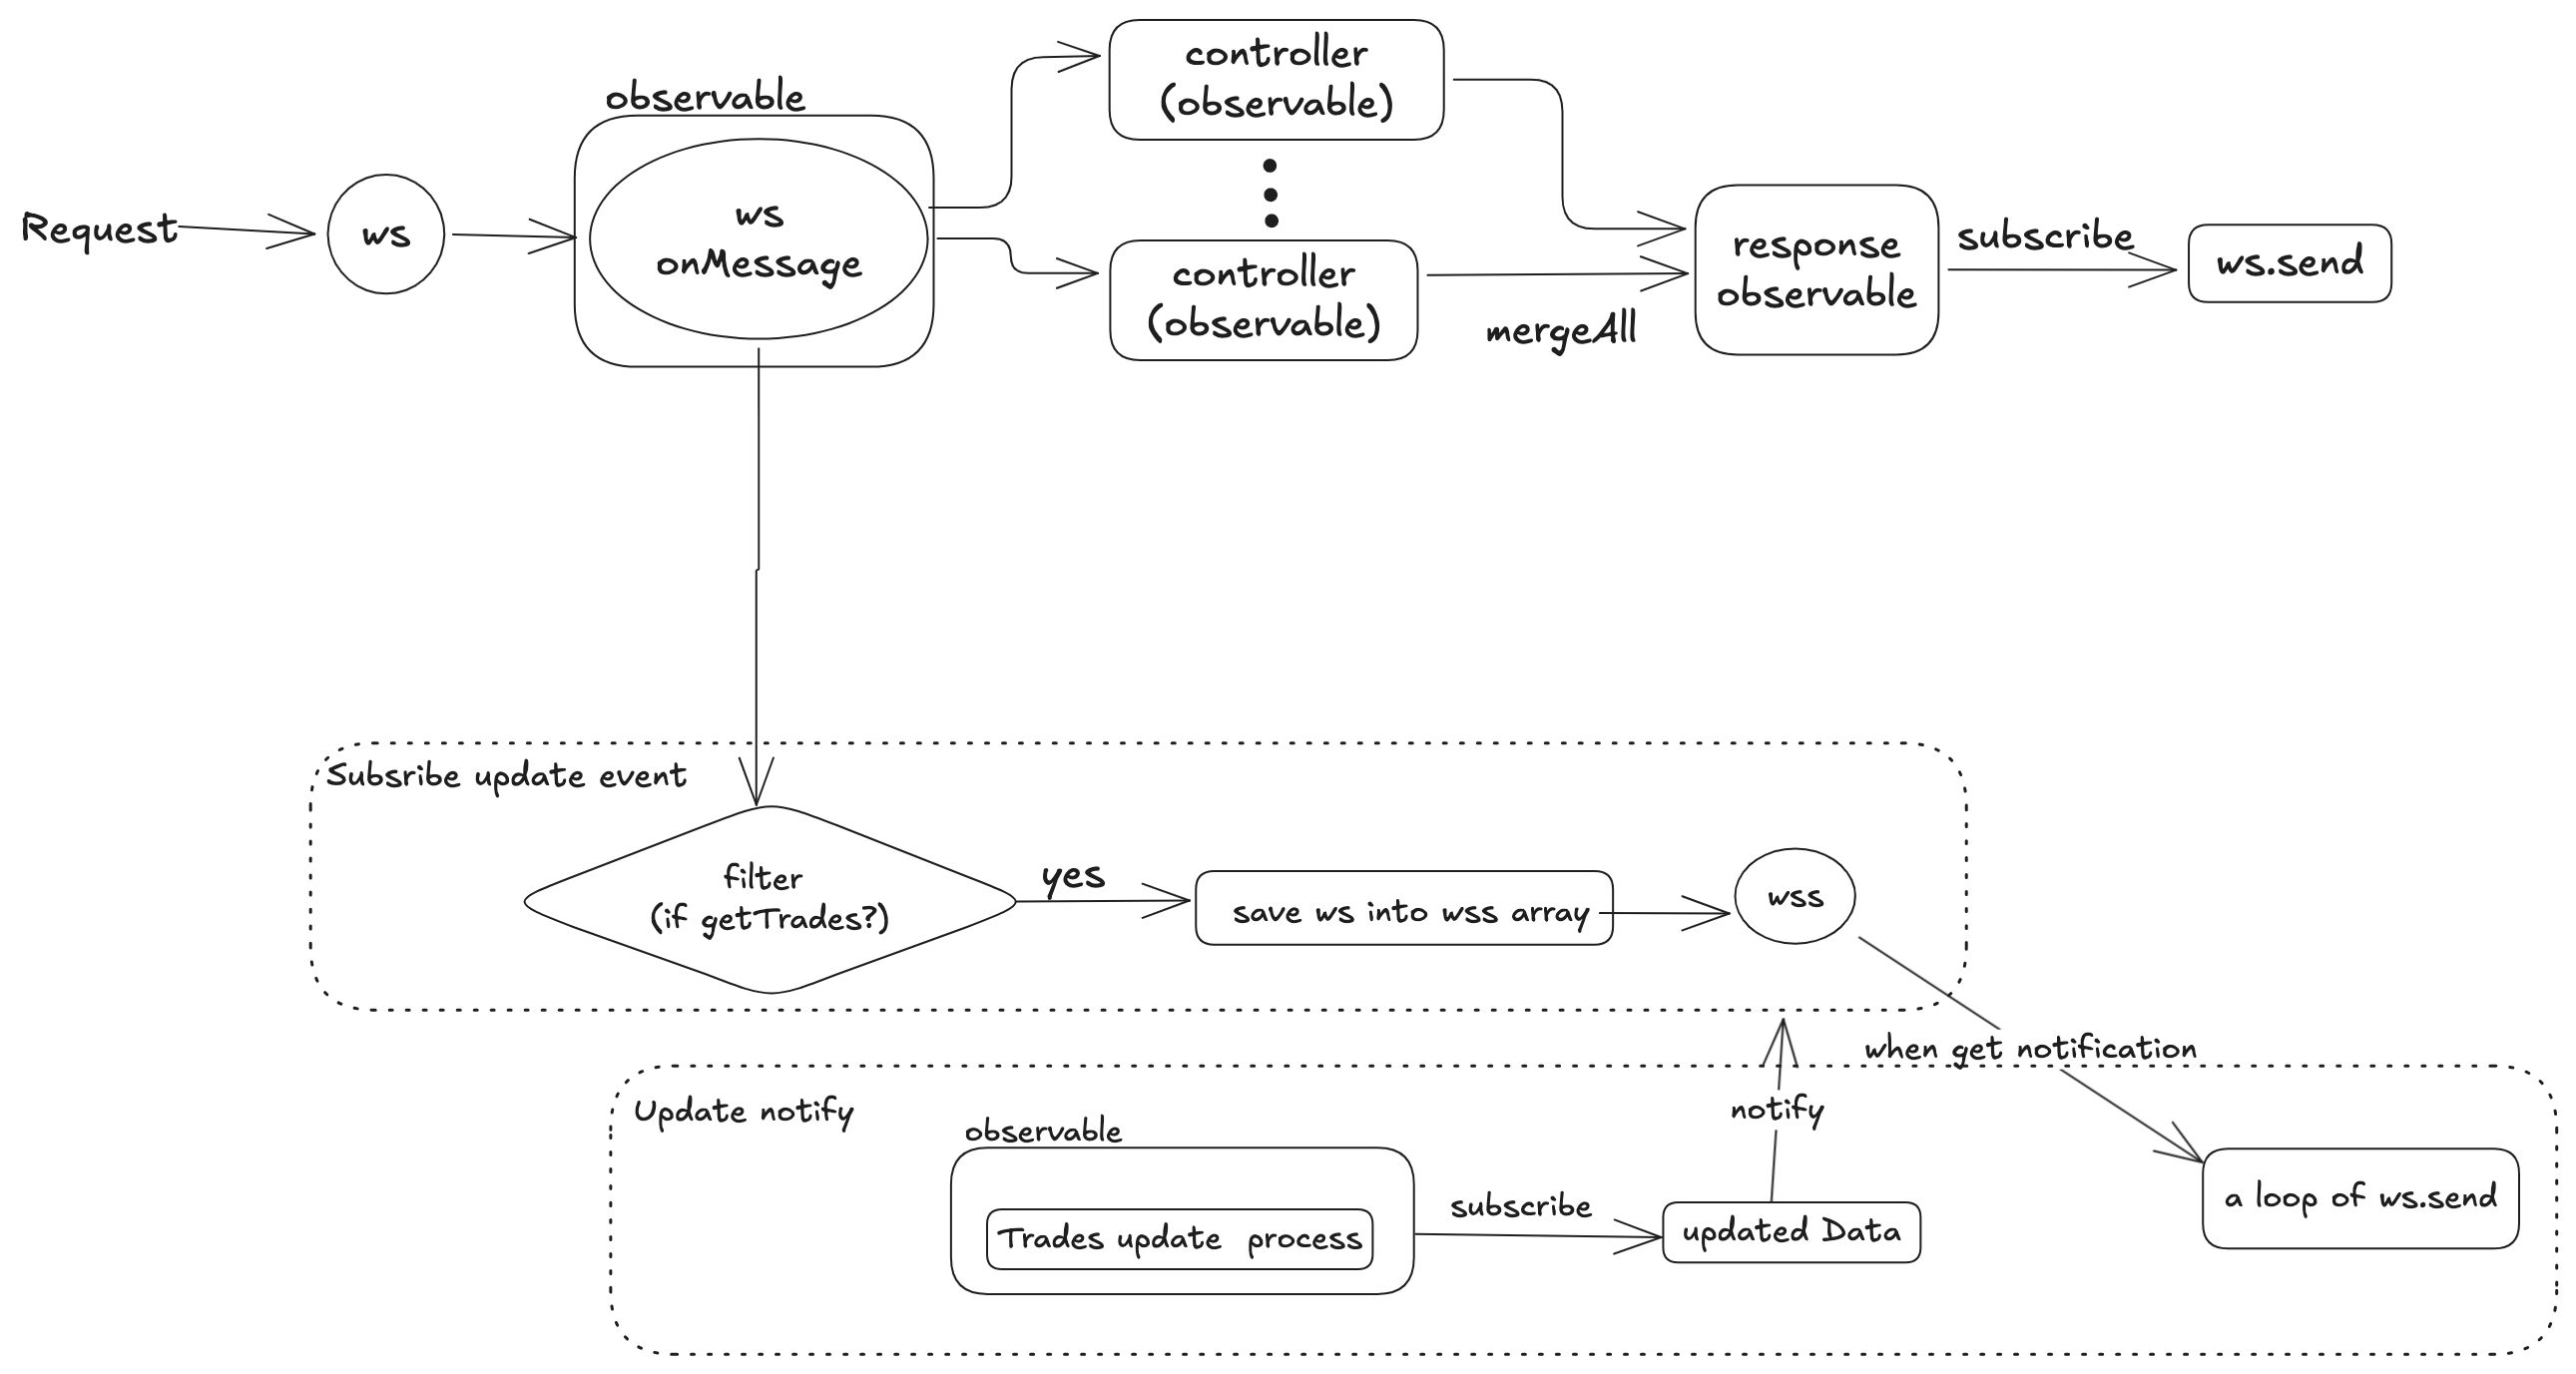 observable
controller
(observable)
Request
ws
ws
onMessage
controller
(observable)
mergeAll
response
observable
subscribe
ws.send
Subsribe update event
filter
(if getTrades?)
yes
save ws into wss array
wss
when get notification
Update notify
observable
Trades update process
subscribe
notify
updated Data
a loop of ws.send